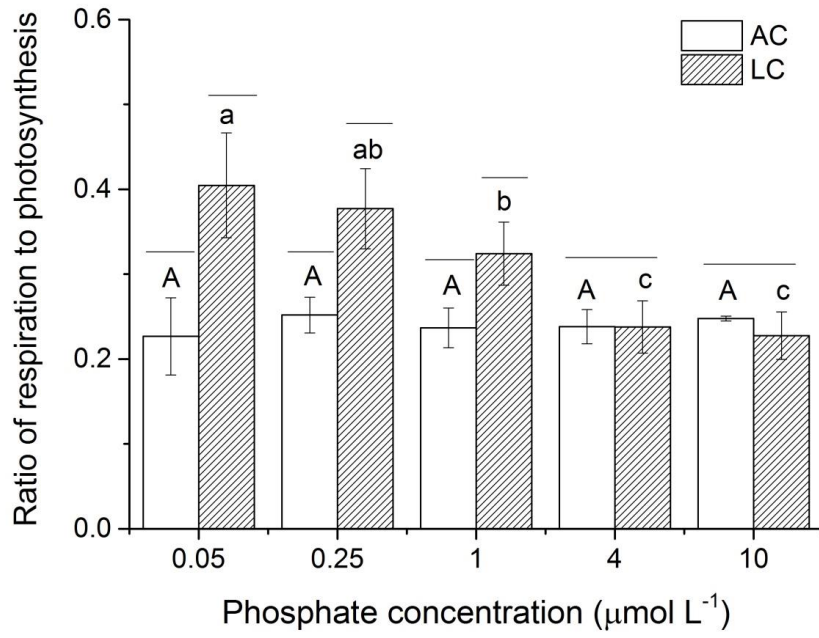 0.6
0.4
0.2
0.0
Ratio of respiration to photosynthesis
AC
LC
a
ab
b
A
A
A
A
c
A
c
0.05
0.25
1
4
10
Phosphate concentration (μmol L⁻¹)